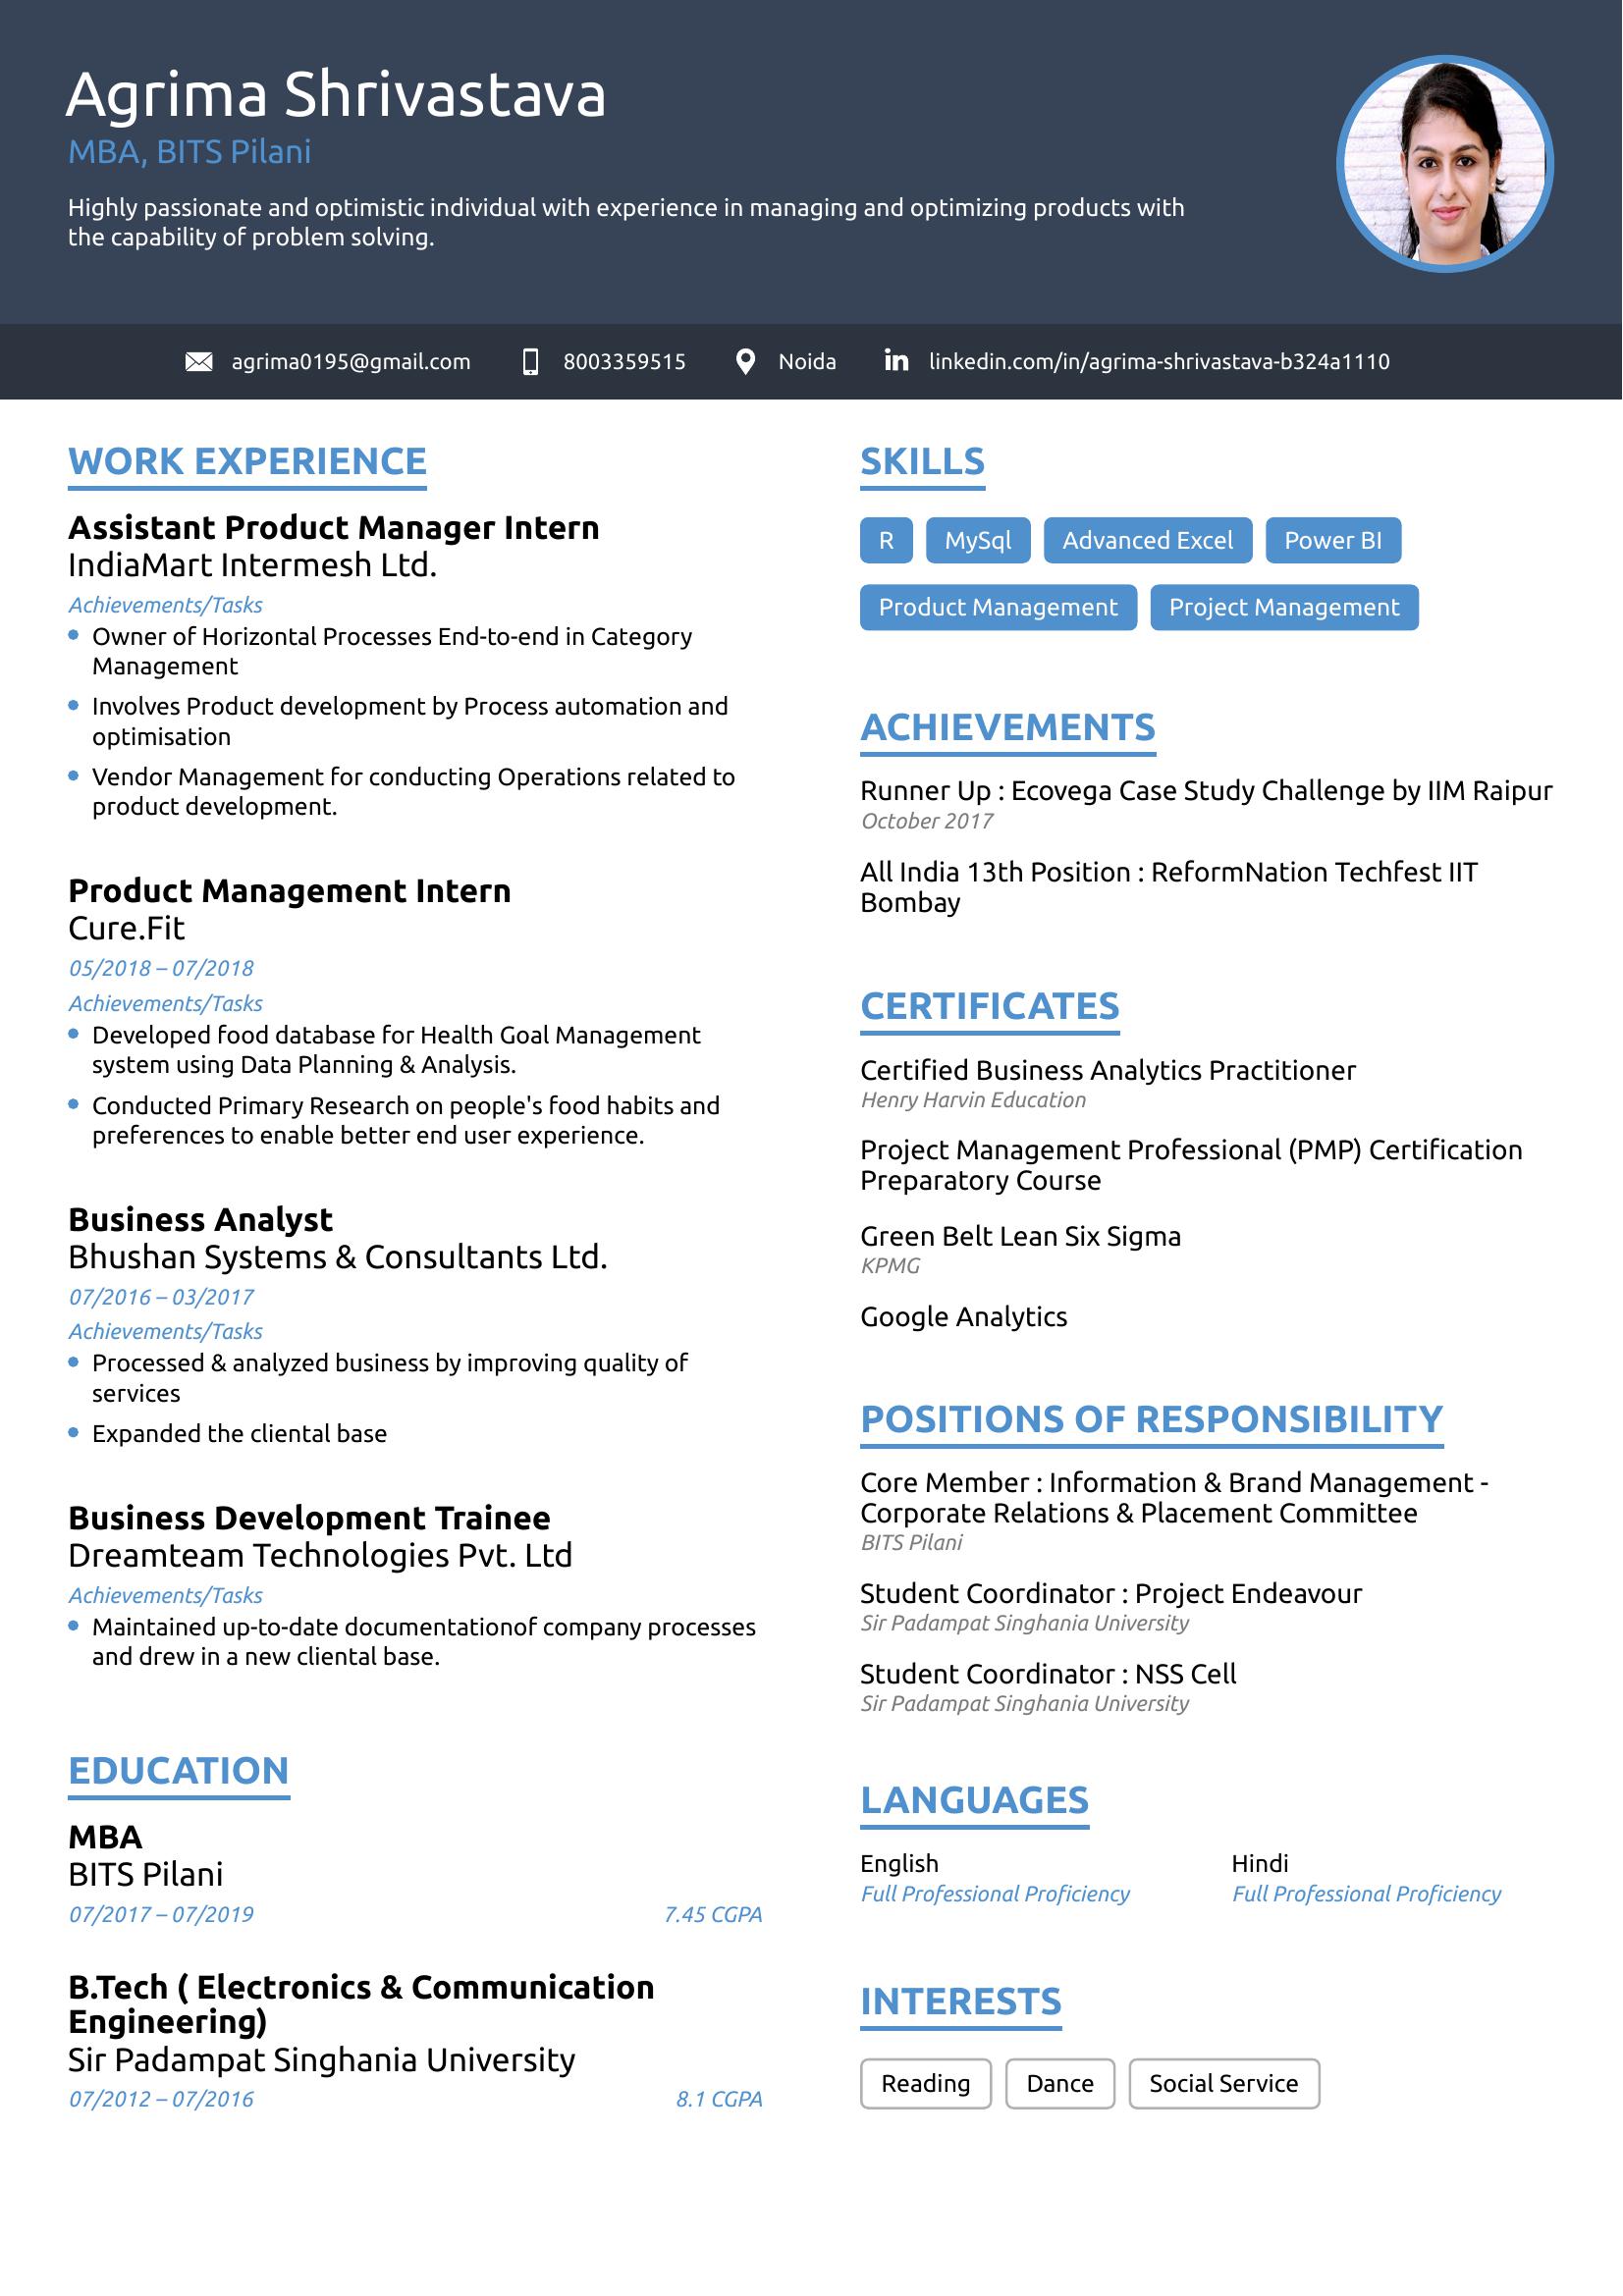 Agrima Shrivastava
MBA, BITS Pilani
Highly passionate and optimistic individual with experience in managing and optimizing products with
the capability of problem solving.
agrima0195@gmail.com
8003359515
Noida
linkedin.com/in/agrima-shrivastava-b324a1110
WORK EXPERIENCE
Assistant Product Manager Intern
IndiaMart Intermesh Ltd.
Achievements/Tasks
Owner of Horizontal Processes End-to-end in Category
Management
Involves Product development by Process automation and
optimisation
Vendor Management for conducting Operations related to
product development.
Product Management Intern
Cure.Fit
05/2018 – 07/2018
Achievements/Tasks
Developed food database for Health Goal Management
system using Data Planning & Analysis.
Conducted Primary Research on people's food habits and
preferences to enable better end user experience.
Business Analyst
Bhushan Systems & Consultants Ltd.
07/2016 – 03/2017
Achievements/Tasks
Processed & analyzed business by improving quality of
services
Expanded the cliental base
Business Development Trainee
Dreamteam Technologies Pvt. Ltd
Achievements/Tasks
Maintained up-to-date documentationof company processes
and drew in a new cliental base.
EDUCATION
MBA
BITS Pilani
07/2017 – 07/2019 7.45 CGPA
B.Tech ( Electronics & Communication
Engineering)
Sir Padampat Singhania University
07/2012 – 07/2016 8.1 CGPA
SKILLS
R MySql Advanced Excel Power BI
Product Management Project Management
ACHIEVEMENTS
Runner Up : Ecovega Case Study Challenge by IIM Raipur
October 2017
All India 13th Position : ReformNation Techfest IIT
Bombay
CERTIFICATES
Certified Business Analytics Practitioner
Henry Harvin Education
Project Management Professional (PMP) Certification
Preparatory Course
Green Belt Lean Six Sigma
KPMG
Google Analytics
POSITIONS OF RESPONSIBILITY
Core Member : Information & Brand Management -
Corporate Relations & Placement Committee
BITS Pilani
Student Coordinator : Project Endeavour
Sir Padampat Singhania University
Student Coordinator : NSS Cell
Sir Padampat Singhania University
LANGUAGES
English Hindi
Full Professional Proficiency Full Professional Proficiency
INTERESTS
Reading Dance Social Service